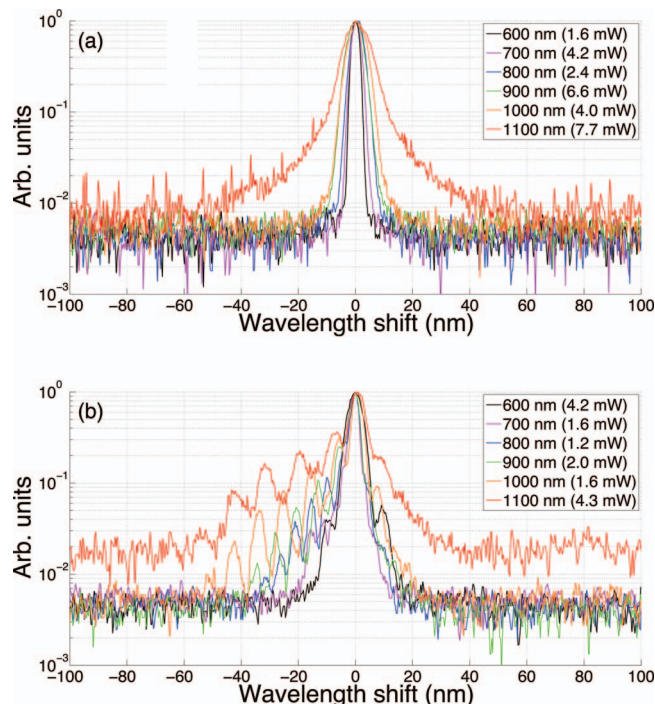 (a)
600 nm (1.6 mW)
700 nm (4.2 mW)
800 nm (2.4 mW)
900 nm (6.6 mW)
1000 nm (4.0 mW)
1100 nm (7.7 mW)
10⁰
10⁻¹
10⁻²
10⁻³
Arb. units
−100 −80 −60 −40 −20 0 20 40 60 80 100
Wavelength shift (nm)
(b)
600 nm (4.2 mW)
700 nm (1.6 mW)
800 nm (1.2 mW)
900 nm (2.0 mW)
1000 nm (1.6 mW)
1100 nm (4.3 mW)
10⁰
10⁻¹
10⁻²
10⁻³
Arb. units
−100 −80 −60 −40 −20 0 20 40 60 80 100
Wavelength shift (nm)